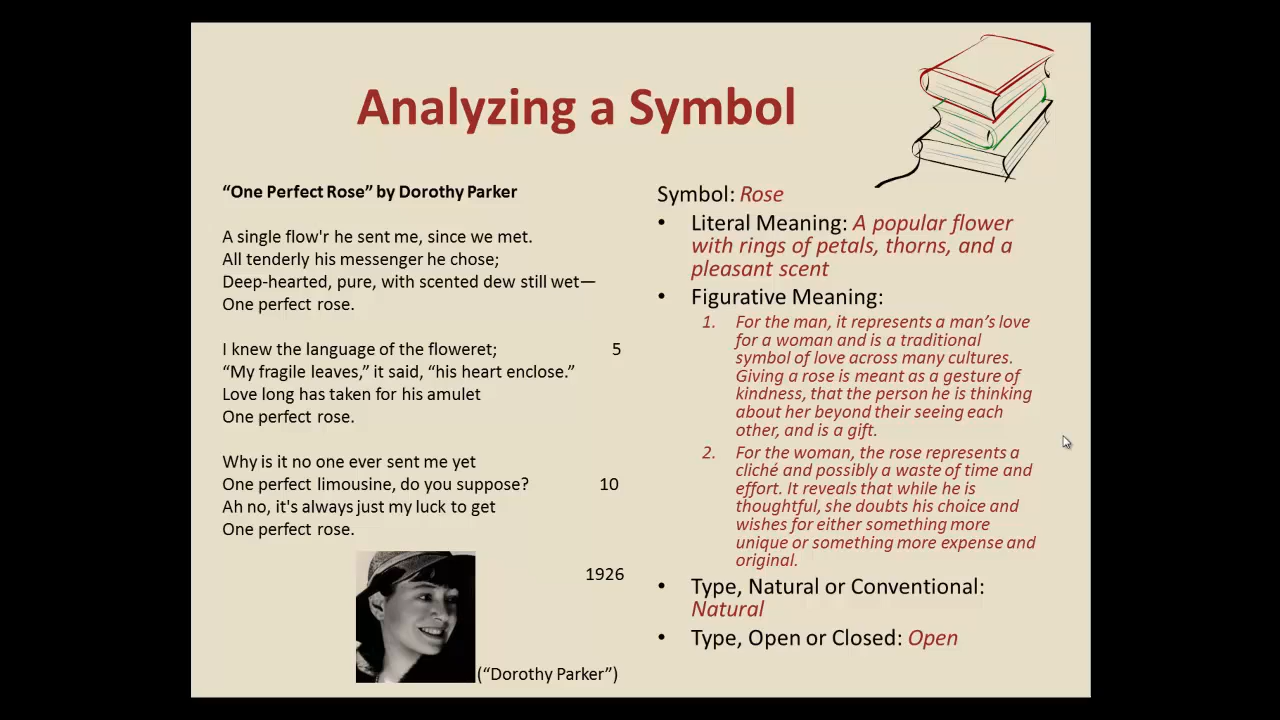 Analyzing a Symbol
“One Perfect Rose” by Dorothy Parker
A single flow'r he sent me, since we met.
All tenderly his messenger he chose;
Deep-hearted, pure, with scented dew still wet—
One perfect rose.
I knew the language of the floweret; 5
“My fragile leaves,” it said, “his heart enclose.”
Love long has taken for his amulet
One perfect rose.
Why is it no one ever sent me yet
One perfect limousine, do you suppose? 10
Ah no, it's always just my luck to get
One perfect rose.
1926
(“Dorothy Parker”)
Symbol: Rose
• Literal Meaning: A popular flower
with rings of petals, thorns, and a
pleasant scent
• Figurative Meaning:
1. For the man, it represents a man’s love
for a woman and is a traditional
symbol of love across many cultures.
Giving a rose is meant as a gesture of
kindness, that the person he is thinking
about her beyond their seeing each
other, and is a gift.
2. For the woman, the rose represents a
cliché and possibly a waste of time and
effort. It reveals that while he is
thoughtful, she doubts his choice and
wishes for either something more
unique or something more expense and
original.
• Type, Natural or Conventional:
Natural
• Type, Open or Closed: Open